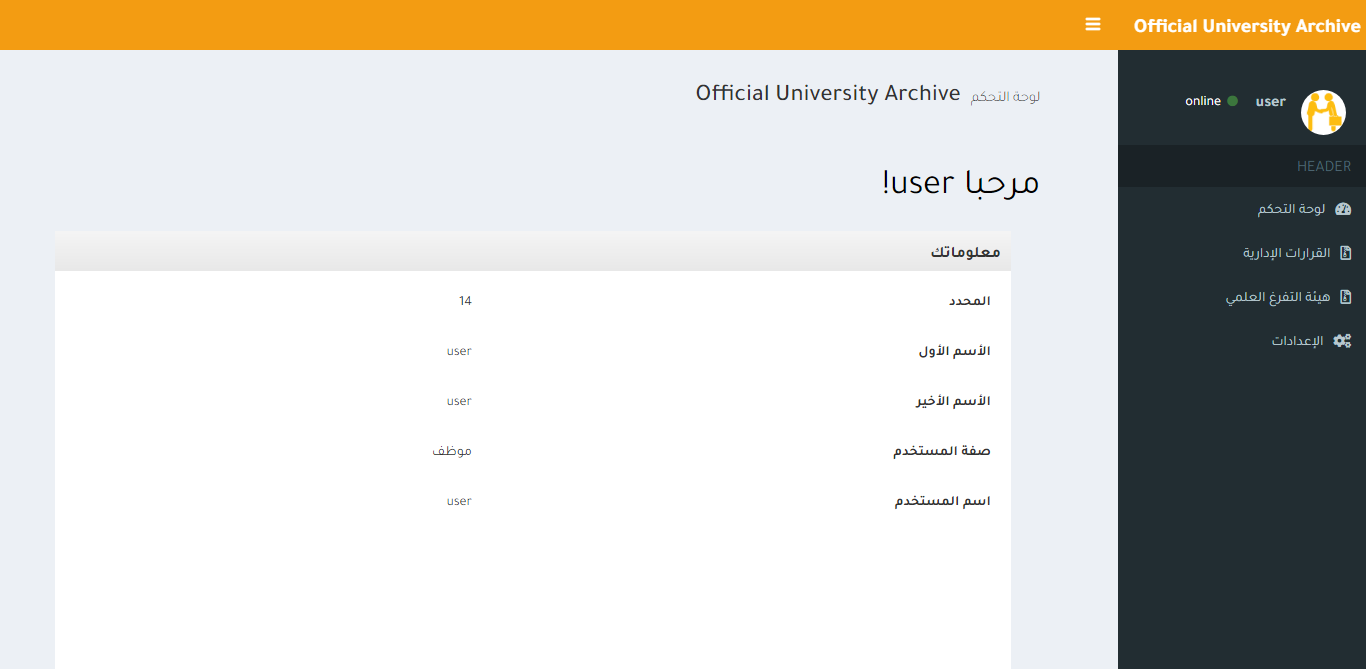 Official University Archive
user online
HEADER
لوحة التحكم
القرارات الإدارية
هيئة التفرغ العلمي
الإعدادات
لوحة التحكم Official University Archive
مرحبا user!
معلوماتك
المحدد 14
الأسم الأول user
الأسم الأخير user
صفة المستخدم موظف
اسم المستخدم user